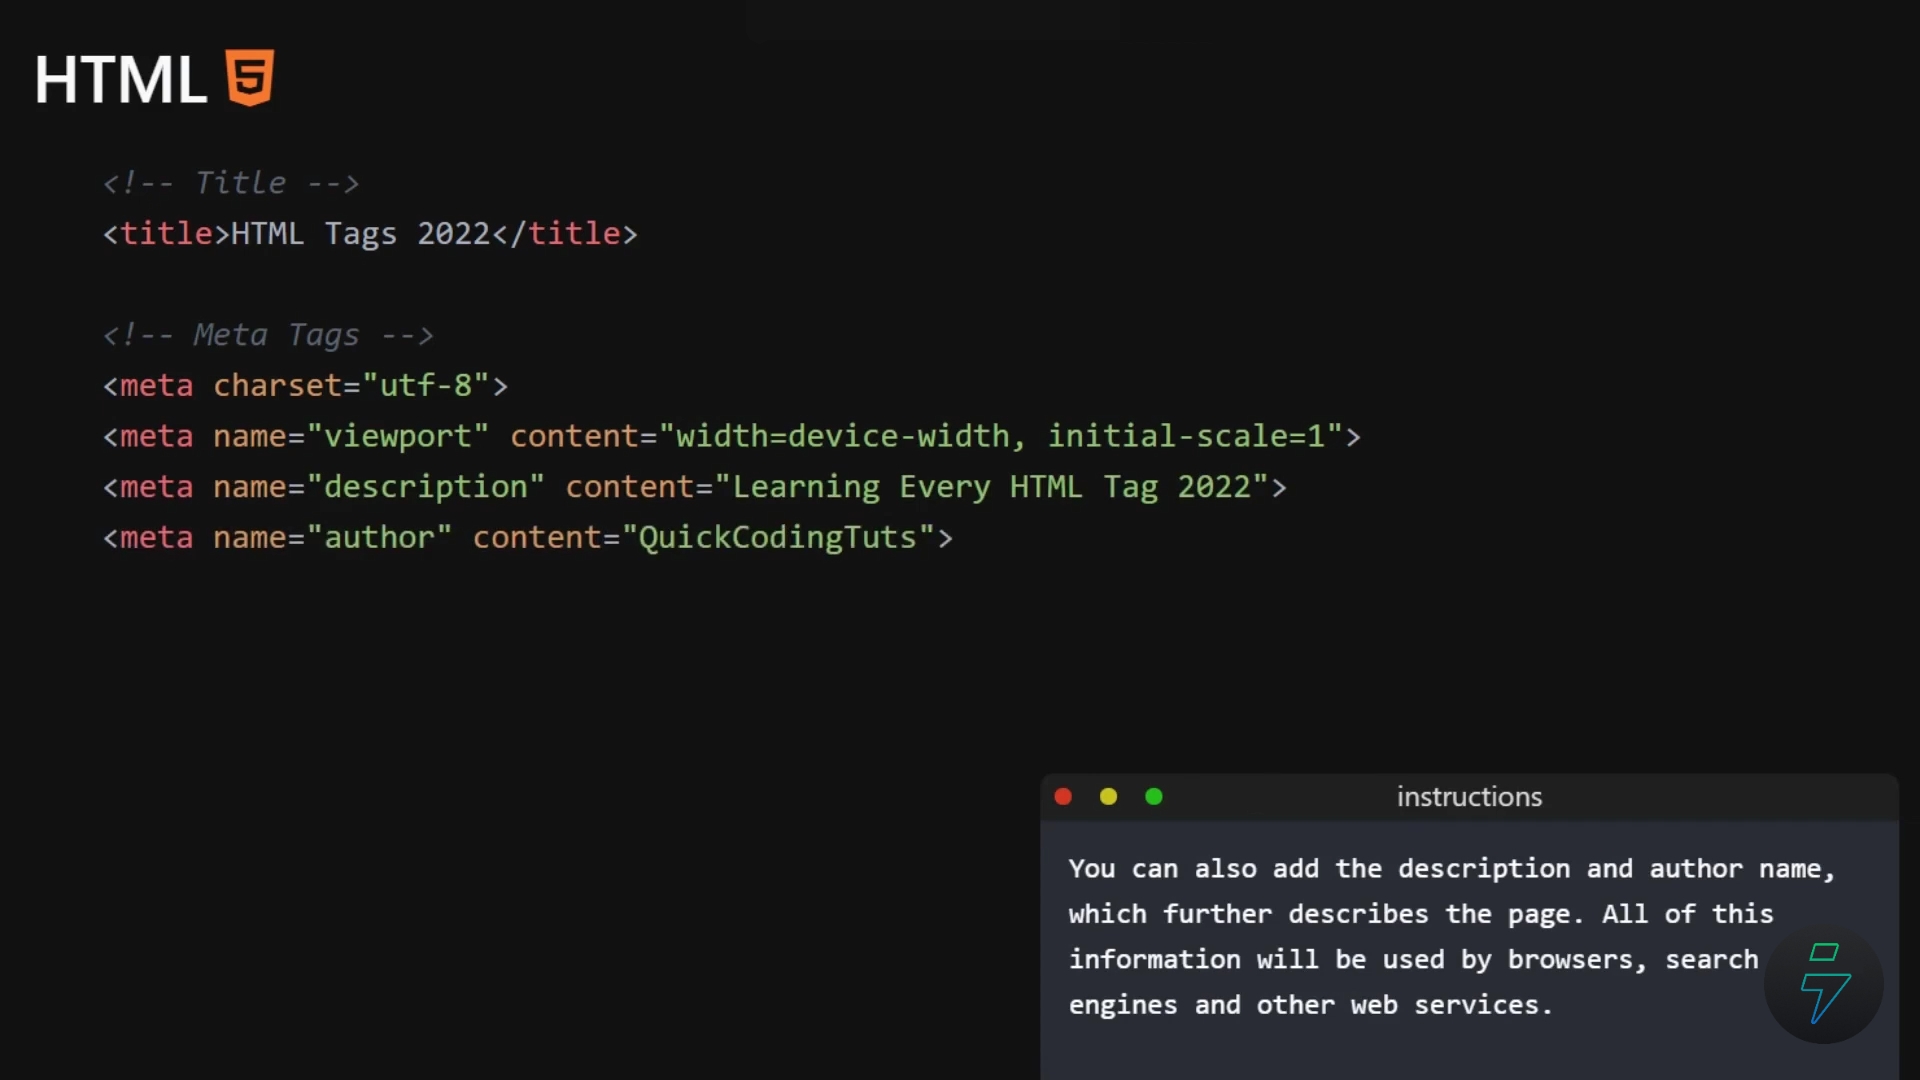 HTML 5
<!-- Title -->
<title>HTML Tags 2022</title>
<!-- Meta Tags -->
<meta charset="utf-8">
<meta name="viewport" content="width=device-width, initial-scale=1">
<meta name="description" content="Learning Every HTML Tag 2022">
<meta name="author" content="QuickCodingTuts">
instructions
You can also add the description and author name,
which further describes the page. All of this
information will be used by browsers, search
engines and other web services.